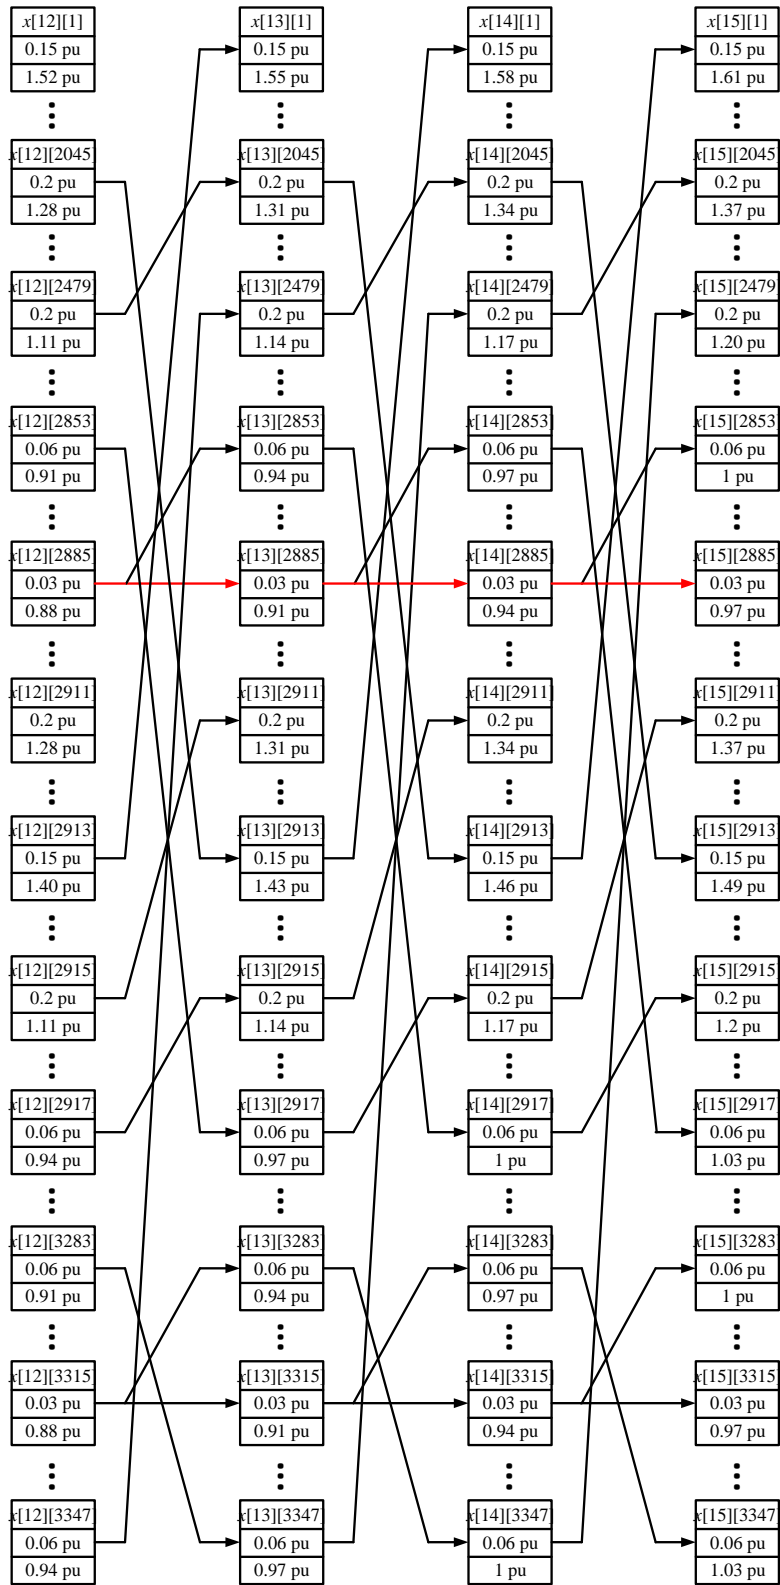 x[12][1] x[13][1] x[14][1] x[15][1]
0.15 pu 0.15 pu 0.15 pu 0.15 pu
1.52 pu 1.55 pu 1.58 pu 1.61 pu
x[12][2045] x[13][2045] x[14][2045] x[15][2045]
0.2 pu 0.2 pu 0.2 pu 0.2 pu
1.28 pu 1.31 pu 1.34 pu 1.37 pu
x[12][2479] x[13][2479] x[14][2479] x[15][2479]
0.2 pu 0.2 pu 0.2 pu 0.2 pu
1.11 pu 1.14 pu 1.17 pu 1.20 pu
x[12][2853] x[13][2853] x[14][2853] x[15][2853]
0.06 pu 0.06 pu 0.06 pu 0.06 pu
0.91 pu 0.94 pu 0.97 pu 1 pu
x[12][2885] x[13][2885] x[14][2885] x[15][2885]
0.03 pu 0.03 pu 0.03 pu 0.03 pu
0.88 pu 0.91 pu 0.94 pu 0.97 pu
x[12][2911] x[13][2911] x[14][2911] x[15][2911]
0.2 pu 0.2 pu 0.2 pu 0.2 pu
1.28 pu 1.31 pu 1.34 pu 1.37 pu
x[12][2913] x[13][2913] x[14][2913] x[15][2913]
0.15 pu 0.15 pu 0.15 pu 0.15 pu
1.40 pu 1.43 pu 1.46 pu 1.49 pu
x[12][2915] x[13][2915] x[14][2915] x[15][2915]
0.2 pu 0.2 pu 0.2 pu 0.2 pu
1.11 pu 1.14 pu 1.17 pu 1.2 pu
x[12][2917] x[13][2917] x[14][2917] x[15][2917]
0.06 pu 0.06 pu 0.06 pu 0.06 pu
0.94 pu 0.97 pu 1 pu 1.03 pu
x[12][3283] x[13][3283] x[14][3283] x[15][3283]
0.06 pu 0.06 pu 0.06 pu 0.06 pu
0.91 pu 0.94 pu 0.97 pu 1 pu
x[12][3315] x[13][3315] x[14][3315] x[15][3315]
0.03 pu 0.03 pu 0.03 pu 0.03 pu
0.88 pu 0.91 pu 0.94 pu 0.97 pu
x[12][3347] x[13][3347] x[14][3347] x[15][3347]
0.06 pu 0.06 pu 0.06 pu 0.06 pu
0.94 pu 0.97 pu 1 pu 1.03 pu